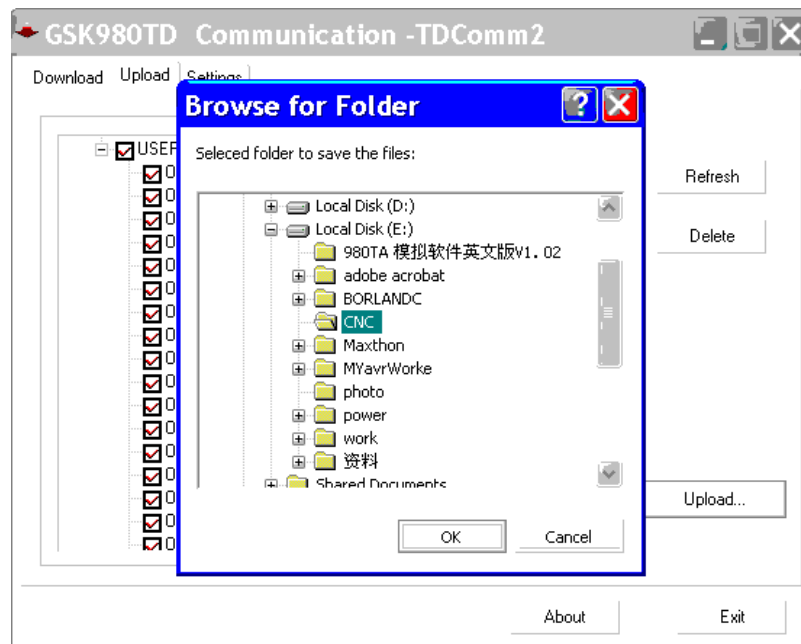 GSK980TD Communication -TDComm2
Download Upload Settings
Browse for Folder
Seleced folder to save the files:
USER
Refresh
Delete
Local Disk (D:)
Local Disk (E:)
980TA 模拟软件英文版V1.02
adobe acrobat
BORLANDC
CNC
Maxthon
MYavrWorke
photo
power
work
资料
Shared Documents
Upload...
OK Cancel
About Exit